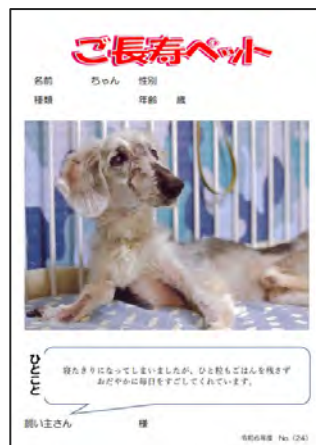 ご長寿ペット
名前 ちゃん 性別
種類 年齢 歳
ひとこと
寝たきりになってしまいましたが、ひと粒もごはんを残さず
おだやかに毎日をすごしてくれています。
飼い主さん 様
令和6年度 No.(24)